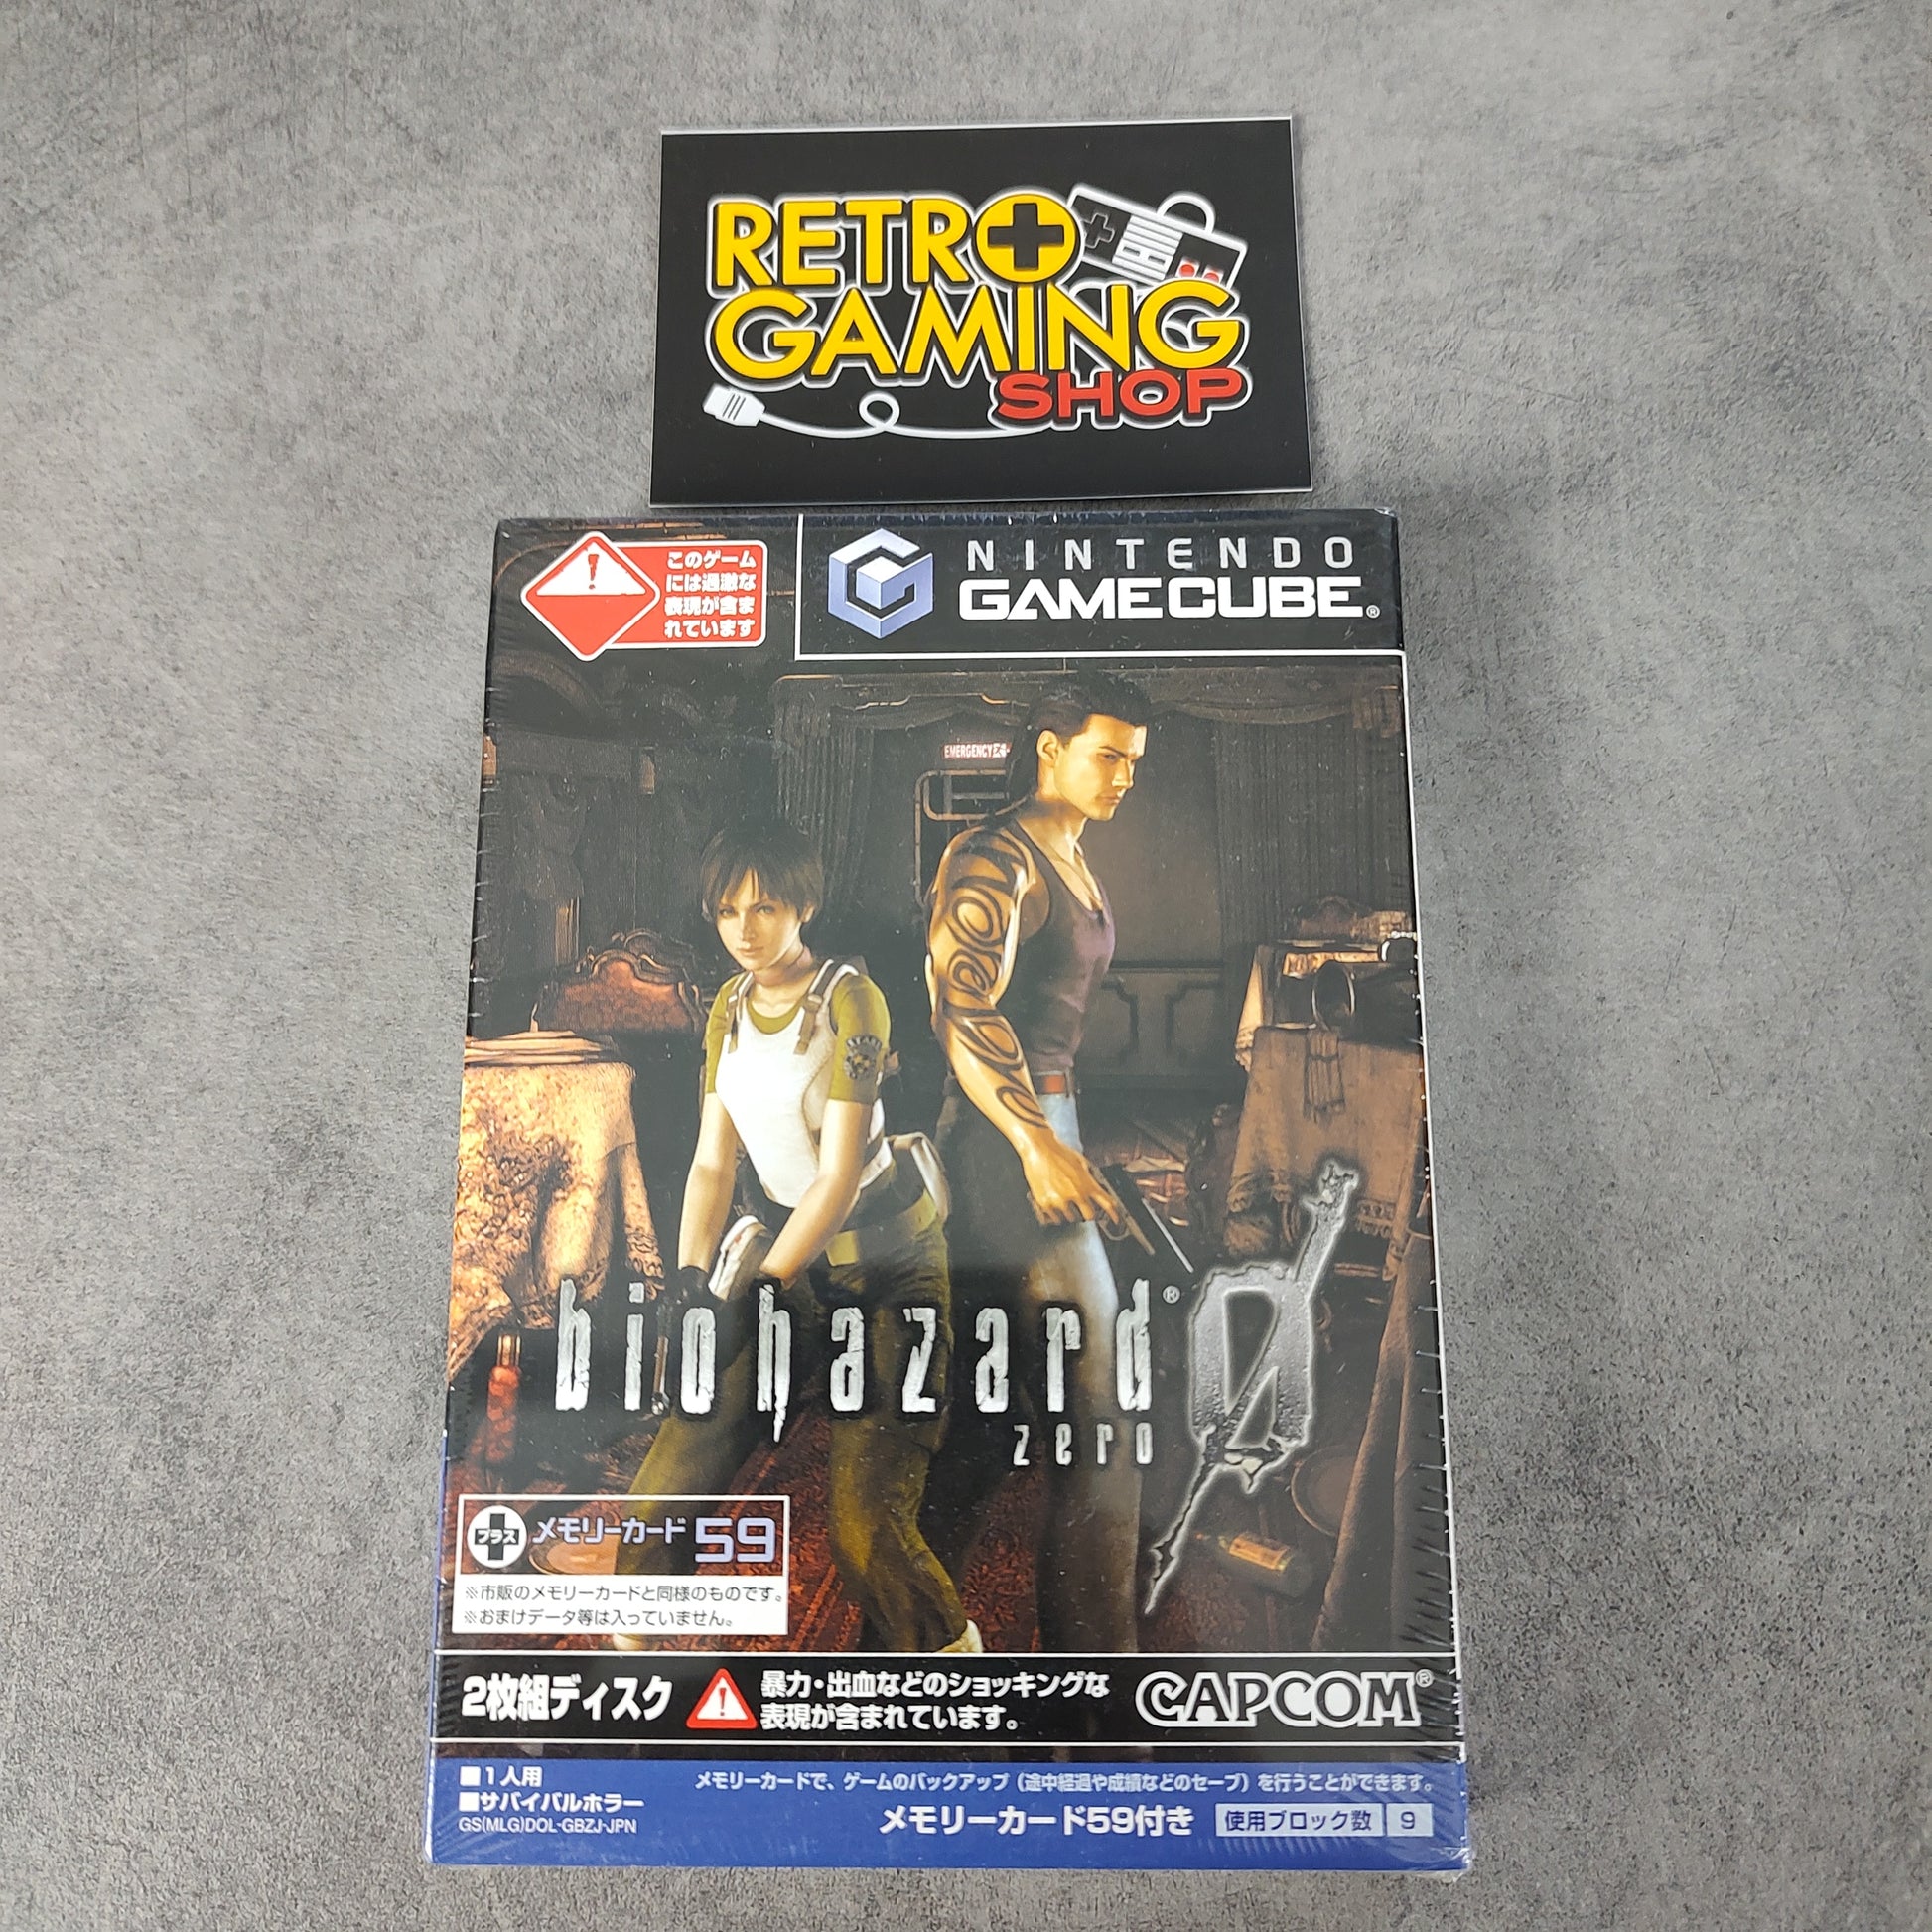 RETRO
GAMING
SHOP
このゲーム
には過激な
表現が含ま
れています
NINTENDO
GAMECUBE®
EMERGENCY
STARS
biohazard® 0
zero
プラス メモリーカード 59
※市販のメモリーカードと同様のものです。
※おまけデータ等は入っていません。
2枚組ディスク
暴力・出血などのショッキングな
表現が含まれています。
CAPCOM®
■1人用
■サバイバルホラー
GS(MLG)DOL-GBZJ-JPN
メモリーカードで、ゲームのバックアップ(途中経過や成績などのセーブ)を行うことができます。
メモリーカード59付き 使用ブロック数 9